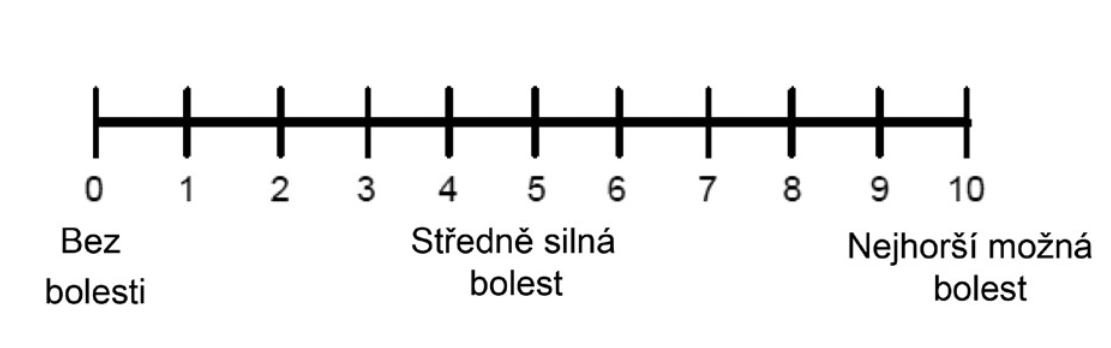 0 1 2 3 4 5 6 7 8 9 10
Bez
bolesti
Středně silná
bolest
Nejhorší možná
bolest